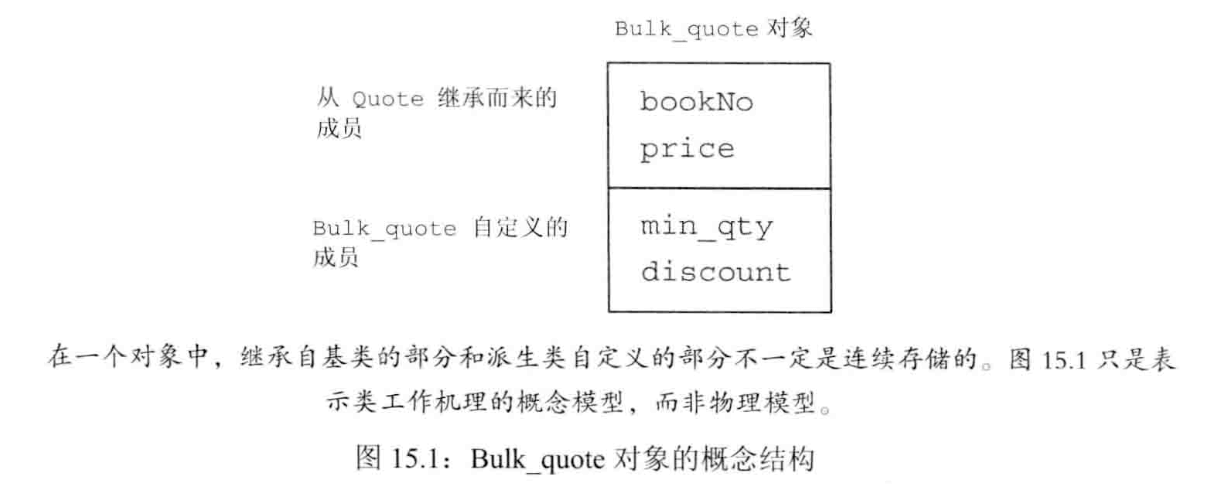 Bulk_quote 对象
从 Quote 继承而来的
成员
bookNo
price
Bulk_quote 自定义的
成员
min_qty
discount
在一个对象中，继承自基类的部分和派生类自定义的部分不一定是连续存储的。图 15.1 只是表
示类工作机理的概念模型，而非物理模型。
图 15.1：Bulk_quote 对象的概念结构